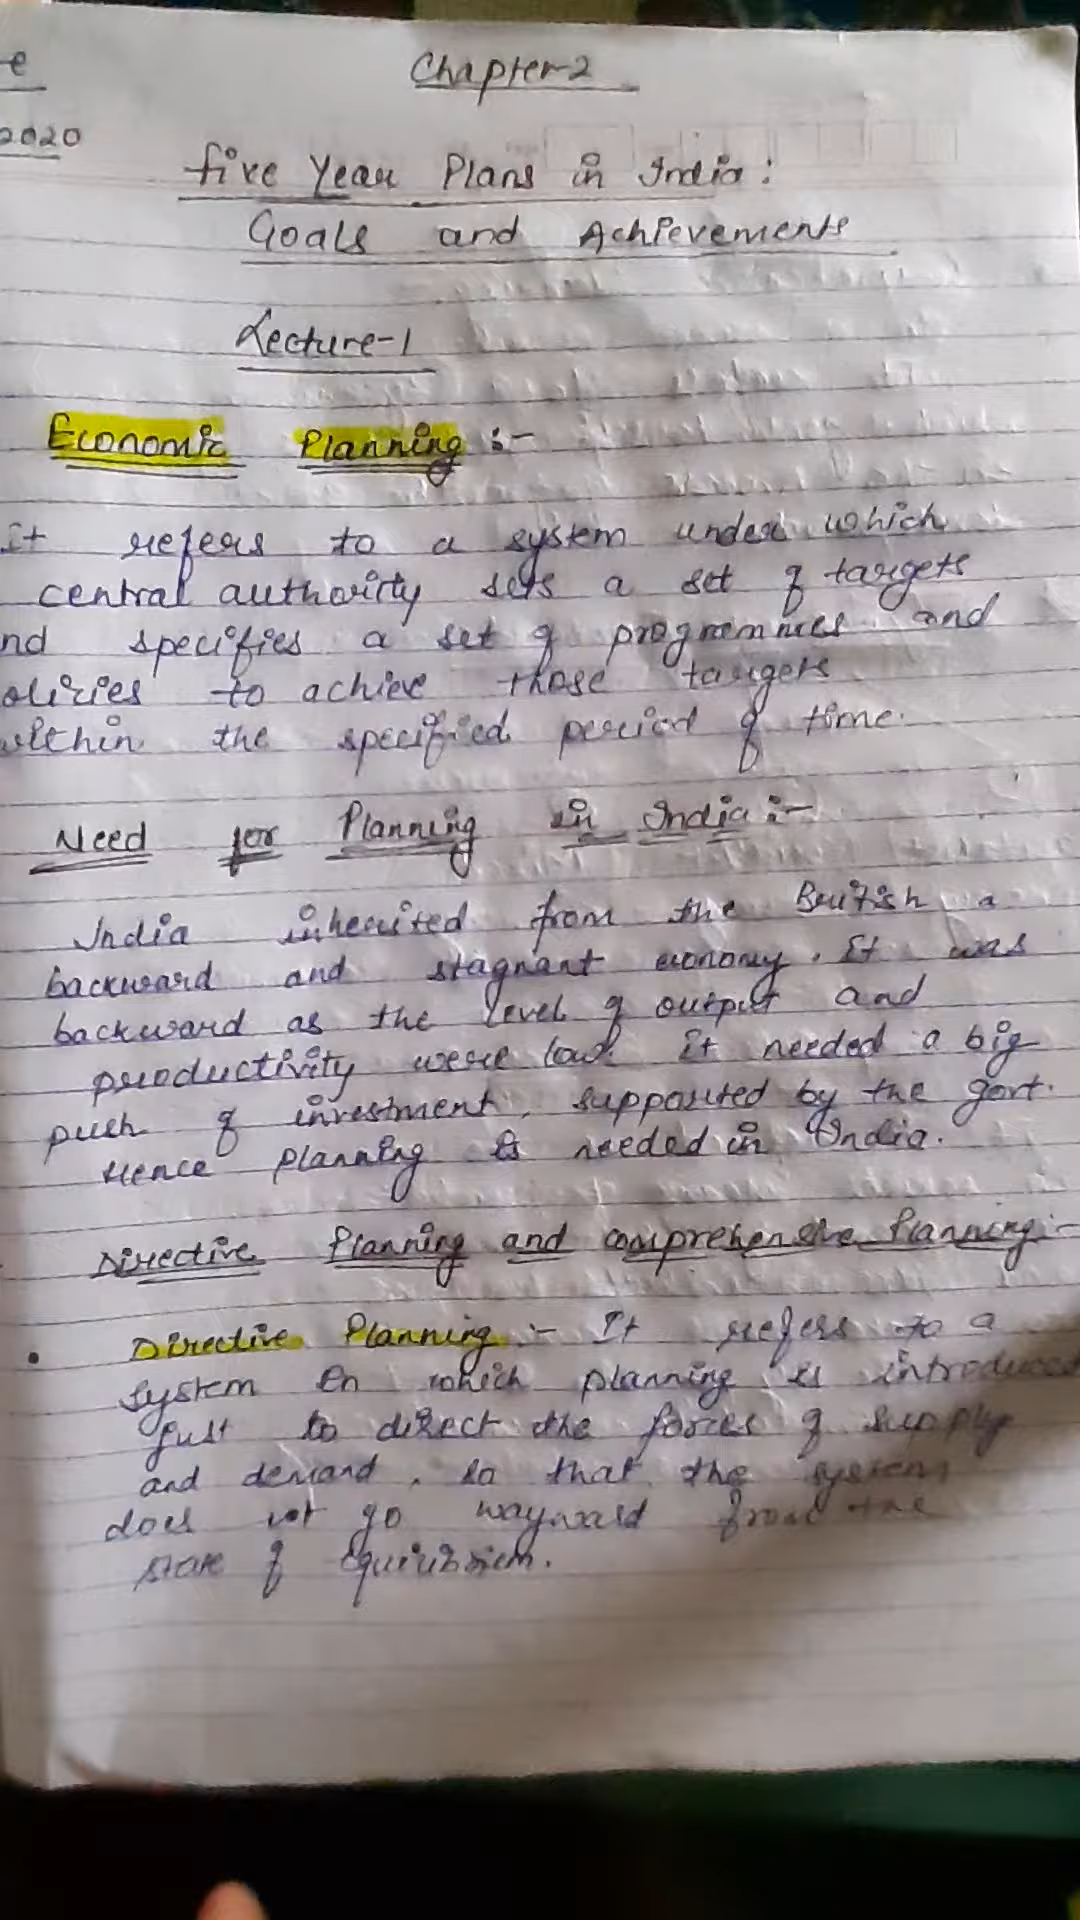 e
Chapter-2
2020
five Year Plans in India:
Goals and Achievements
Lecture-1
Economic Planning :-
It refers to a system under which
central authority sets a set of targets
nd specifies a set of programmes and
olicies to achieve those targets
within the specified period of time.
Need for Planning in India :-
India inherited from the British a
backward and stagnant economy. It was
backward as the level of output and
productivity were low. it needed a big
push of investment, supported by the govt.
Hence planning is needed in India.
Directive Planning and comprehensive Planning:-
• Directive Planning :- It refers to a
system in which planning is introduced
just to direct the forces of supply
and demand, so that the system
does not go wayward from the
state of equilibrium.